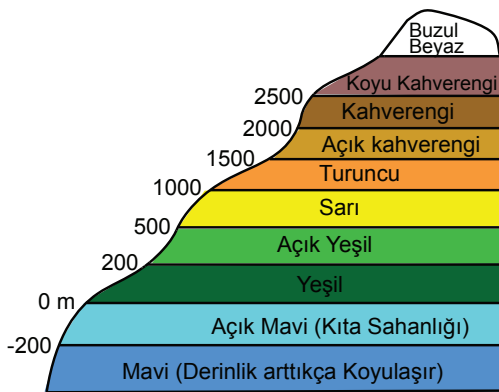 Buzul
Beyaz
Koyu Kahverengi
2500
Kahverengi
2000
Açık kahverengi
1500
Turuncu
1000
Sarı
500
Açık Yeşil
200
Yeşil
0 m
Açık Mavi (Kıta Sahanlığı)
-200
Mavi (Derinlik arttıkça Koyulaşır)